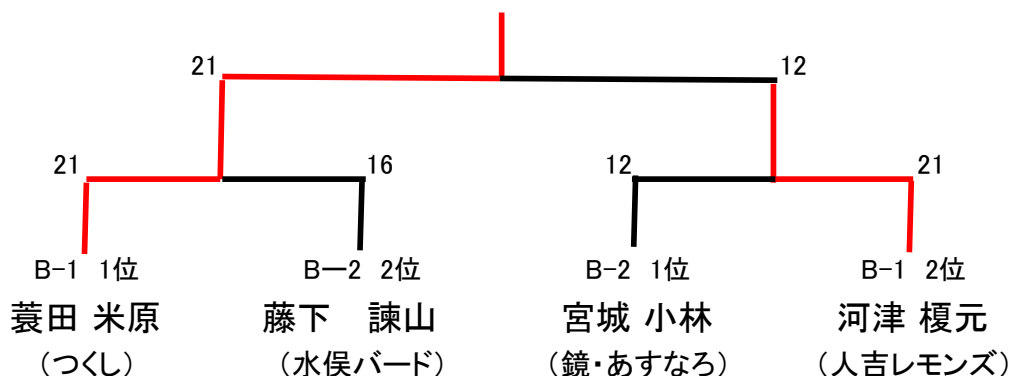 21 12
21 16 12 21
B-1 1位 Bー2 2位 B-2 1位 B-1 2位
蓑田 米原 藤下 諫山 宮城 小林 河津 榎元
(つくし) (水俣バード) (鏡・あすなろ) (人吉レモンズ)